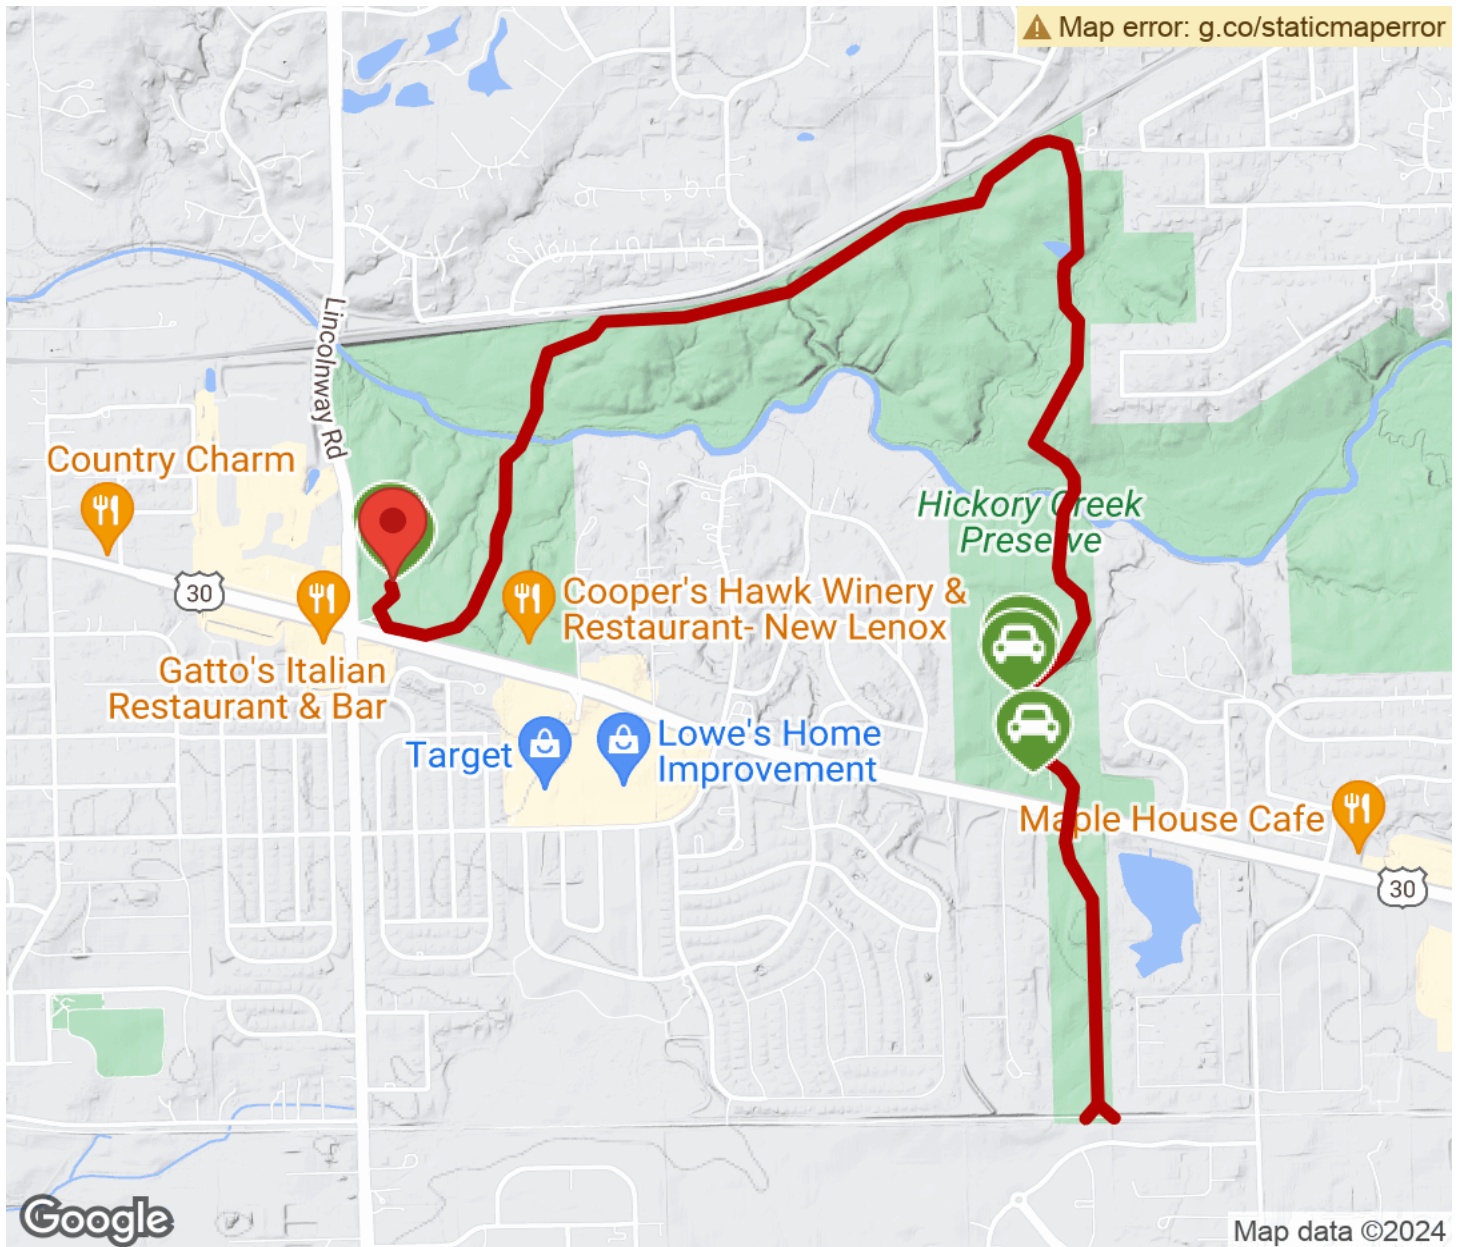 Map error: g.co/staticmaperror
Lincolnway Rd
Country Charm
Hickory Creek
Preserve
30
Cooper's Hawk Winery &
Restaurant- New Lenox
Gatto's Italian
Restaurant & Bar
Target
Lowe's Home
Improvement
Maple House Cafe
30
Google
Map data ©2024